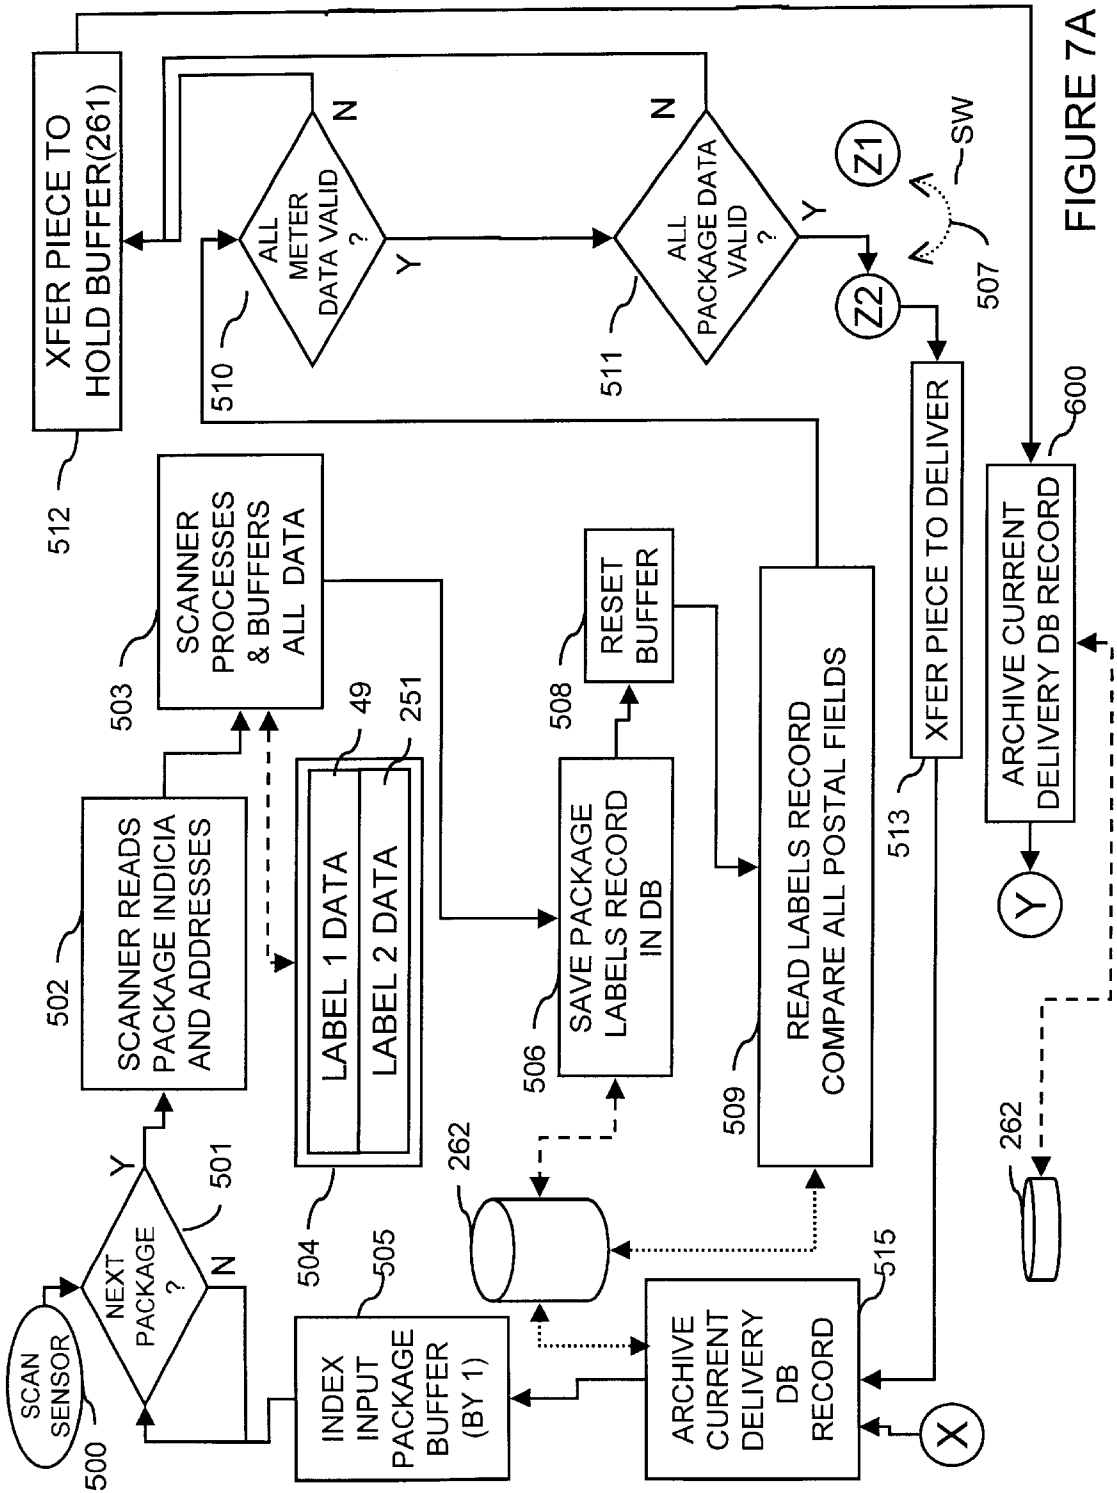 SCAN
SENSOR
500
NEXT
PACKAGE
?
Y
N
501
502
SCANNER READS
PACKAGE INDICIA
AND ADDRESSES
503
SCANNER
PROCESSES
& BUFFERS
ALL DATA
512
XFER PIECE TO
HOLD BUFFER(261)
505
INDEX
INPUT
PACKAGE
BUFFER
(BY 1)
504
LABEL 1 DATA
LABEL 2 DATA
49
251
510
ALL
METER
DATA VALID
?
N
Y
262
506
SAVE PACKAGE
LABELS RECORD
IN DB
508
RESET
BUFFER
511
ALL
PACKAGE DATA
VALID
?
N
Y
515
ARCHIVE
CURRENT
DELIVERY
DB
RECORD
X
509
READ LABELS RECORD
COMPARE ALL POSTAL FIELDS
Z2
Z1
507
SW
513
XFER PIECE TO DELIVER
262
Y
ARCHIVE CURRENT
DELIVERY DB RECORD
600
FIGURE 7A